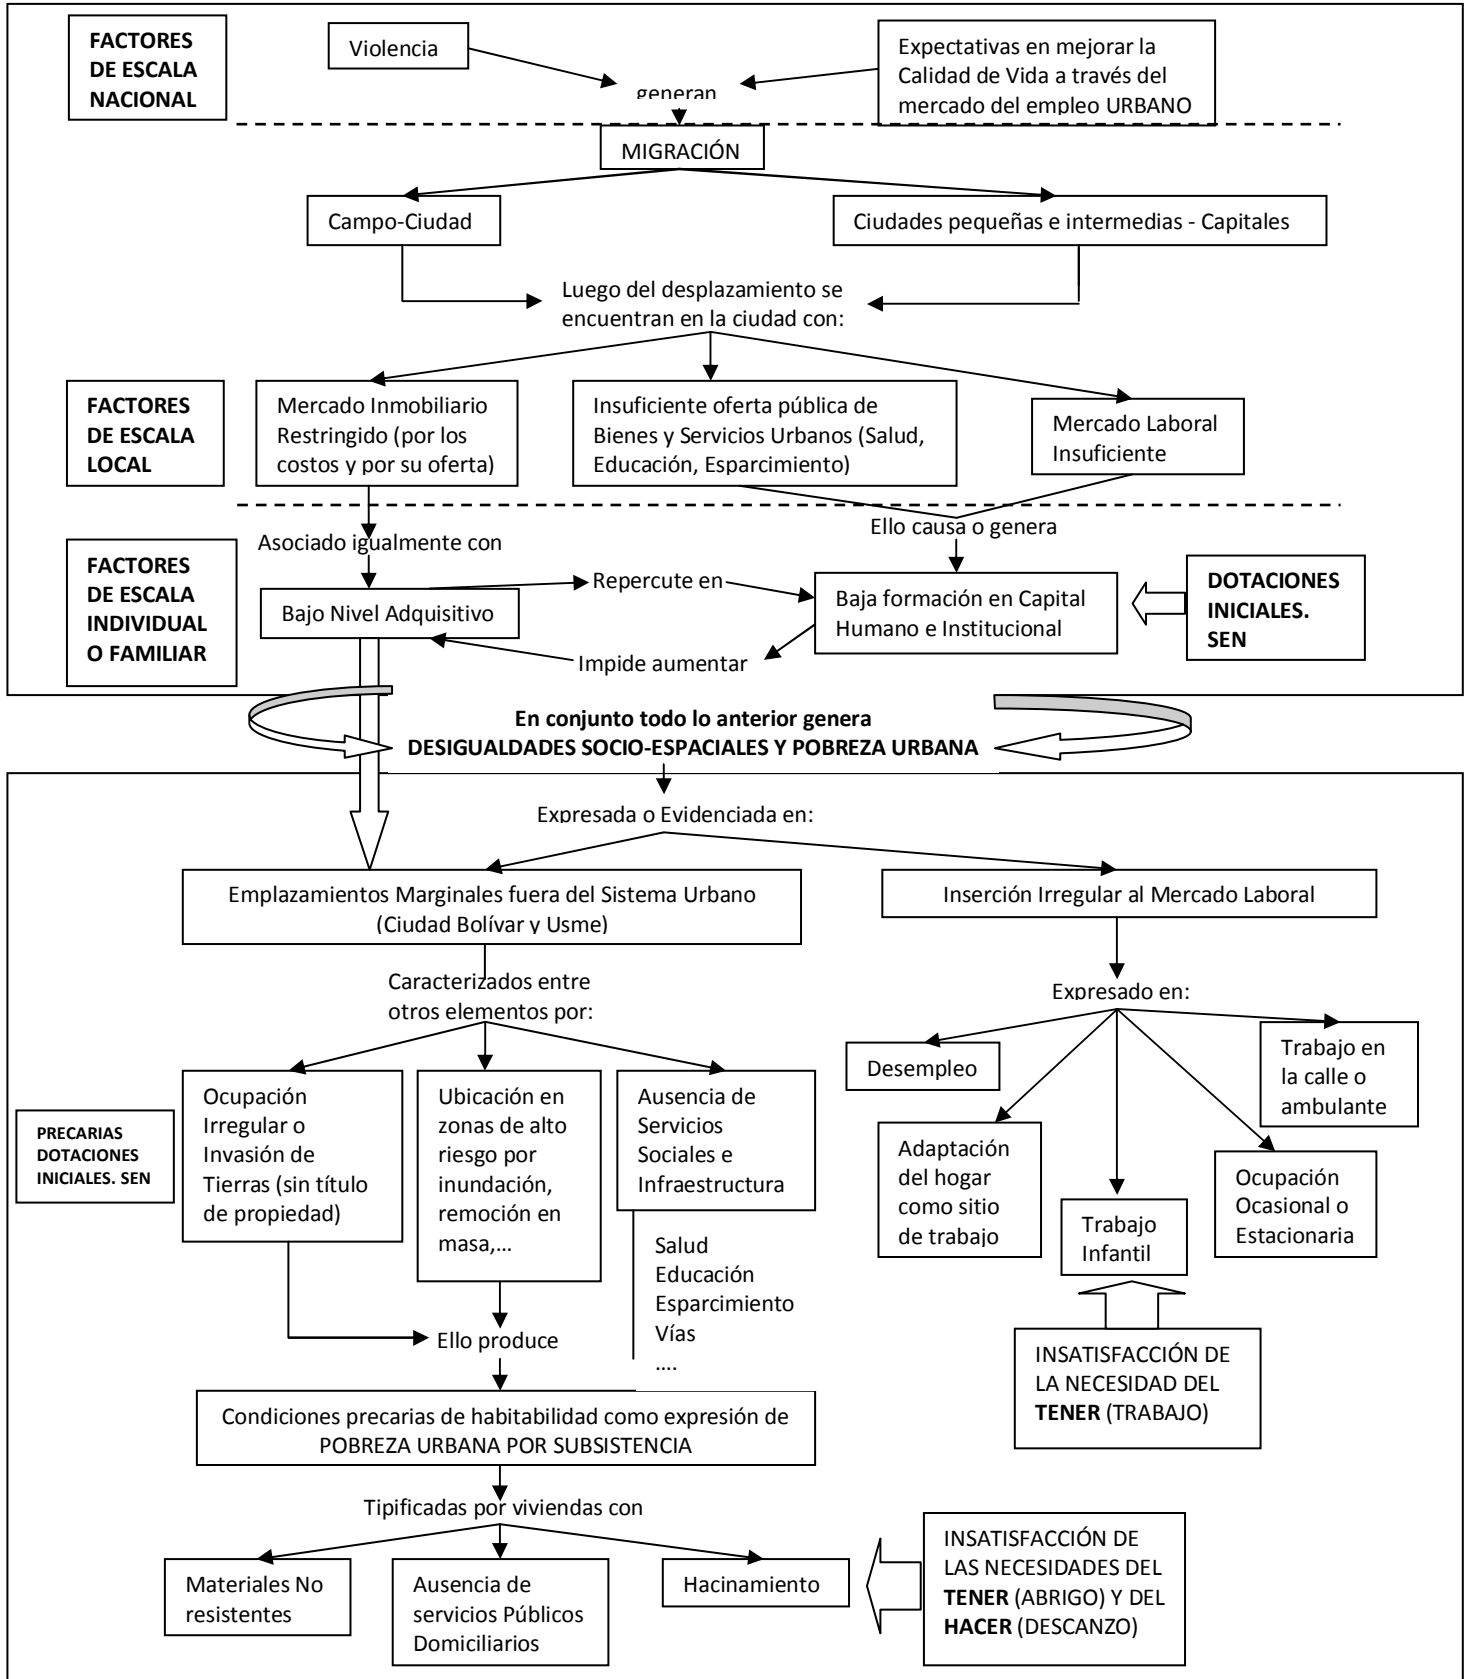 FACTORES
DE ESCALA
NACIONAL
Violencia
Expectativas en mejorar la
Calidad de Vida a través del
mercado del empleo URBANO
generan
MIGRACIÓN
Campo-Ciudad
Ciudades pequeñas e intermedias - Capitales
Luego del desplazamiento se
encuentran en la ciudad con:
FACTORES
DE ESCALA
LOCAL
Mercado Inmobiliario
Restringido (por los
costos y por su oferta)
Insuficiente oferta pública de
Bienes y Servicios Urbanos (Salud,
Educación, Esparcimiento)
Mercado Laboral
Insuficiente
Asociado igualmente con
Ello causa o genera
FACTORES
DE ESCALA
INDIVIDUAL
O FAMILIAR
Bajo Nivel Adquisitivo
Repercute en
Impide aumentar
Baja formación en Capital
Humano e Institucional
DOTACIONES
INICIALES.
SEN
En conjunto todo lo anterior genera
DESIGUALDADES SOCIO-ESPACIALES Y POBREZA URBANA
Expresada o Evidenciada en:
Emplazamientos Marginales fuera del Sistema Urbano
(Ciudad Bolívar y Usme)
Inserción Irregular al Mercado Laboral
Caracterizados entre
otros elementos por:
Expresado en:
PRECARIAS
DOTACIONES
INICIALES. SEN
Ocupación
Irregular o
Invasión de
Tierras (sin título
de propiedad)
Ubicación en
zonas de alto
riesgo por
inundación,
remoción en
masa,...
Ausencia de
Servicios
Sociales e
Infraestructura
Salud
Educación
Esparcimiento
Vías
....
Desempleo
Adaptación
del hogar
como sitio
de trabajo
Trabajo
Infantil
Ocupación
Ocasional o
Estacionaria
Trabajo en
la calle o
ambulante
Ello produce
INSATISFACCIÓN DE
LA NECESIDAD DEL
TENER (TRABAJO)
Condiciones precarias de habitabilidad como expresión de
POBREZA URBANA POR SUBSISTENCIA
Tipificadas por viviendas con
Materiales No
resistentes
Ausencia de
servicios Públicos
Domiciliarios
Hacinamiento
INSATISFACCIÓN DE
LAS NECESIDADES DEL
TENER (ABRIGO) Y DEL
HACER (DESCANZO)